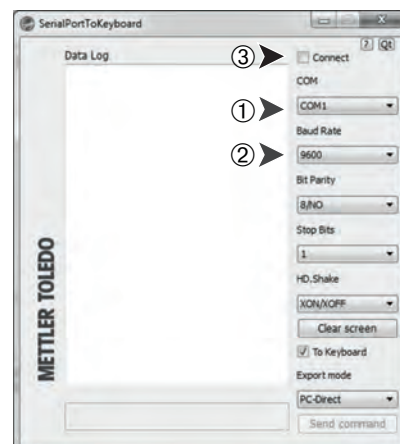 SerialPortToKeyboard
? Qt
Data Log
③
Connect
COM
①
COM1
Baud Rate
②
9600
Bit Parity
8/NO
Stop Bits
1
HD.Shake
XON/XOFF
Clear screen
To Keyboard
Export mode
PC-Direct
Send command
METTLER TOLEDO